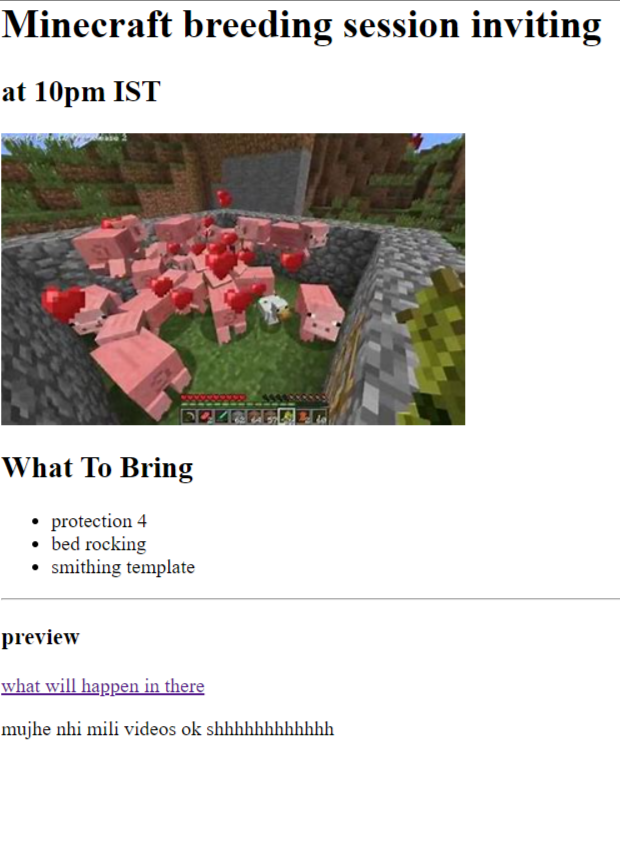 Minecraft breeding session inviting
at 10pm IST
What To Bring
protection 4
bed rocking
smithing template
preview
what will happen in there
mujhe nhi mili videos ok shhhhhhhhhhhh